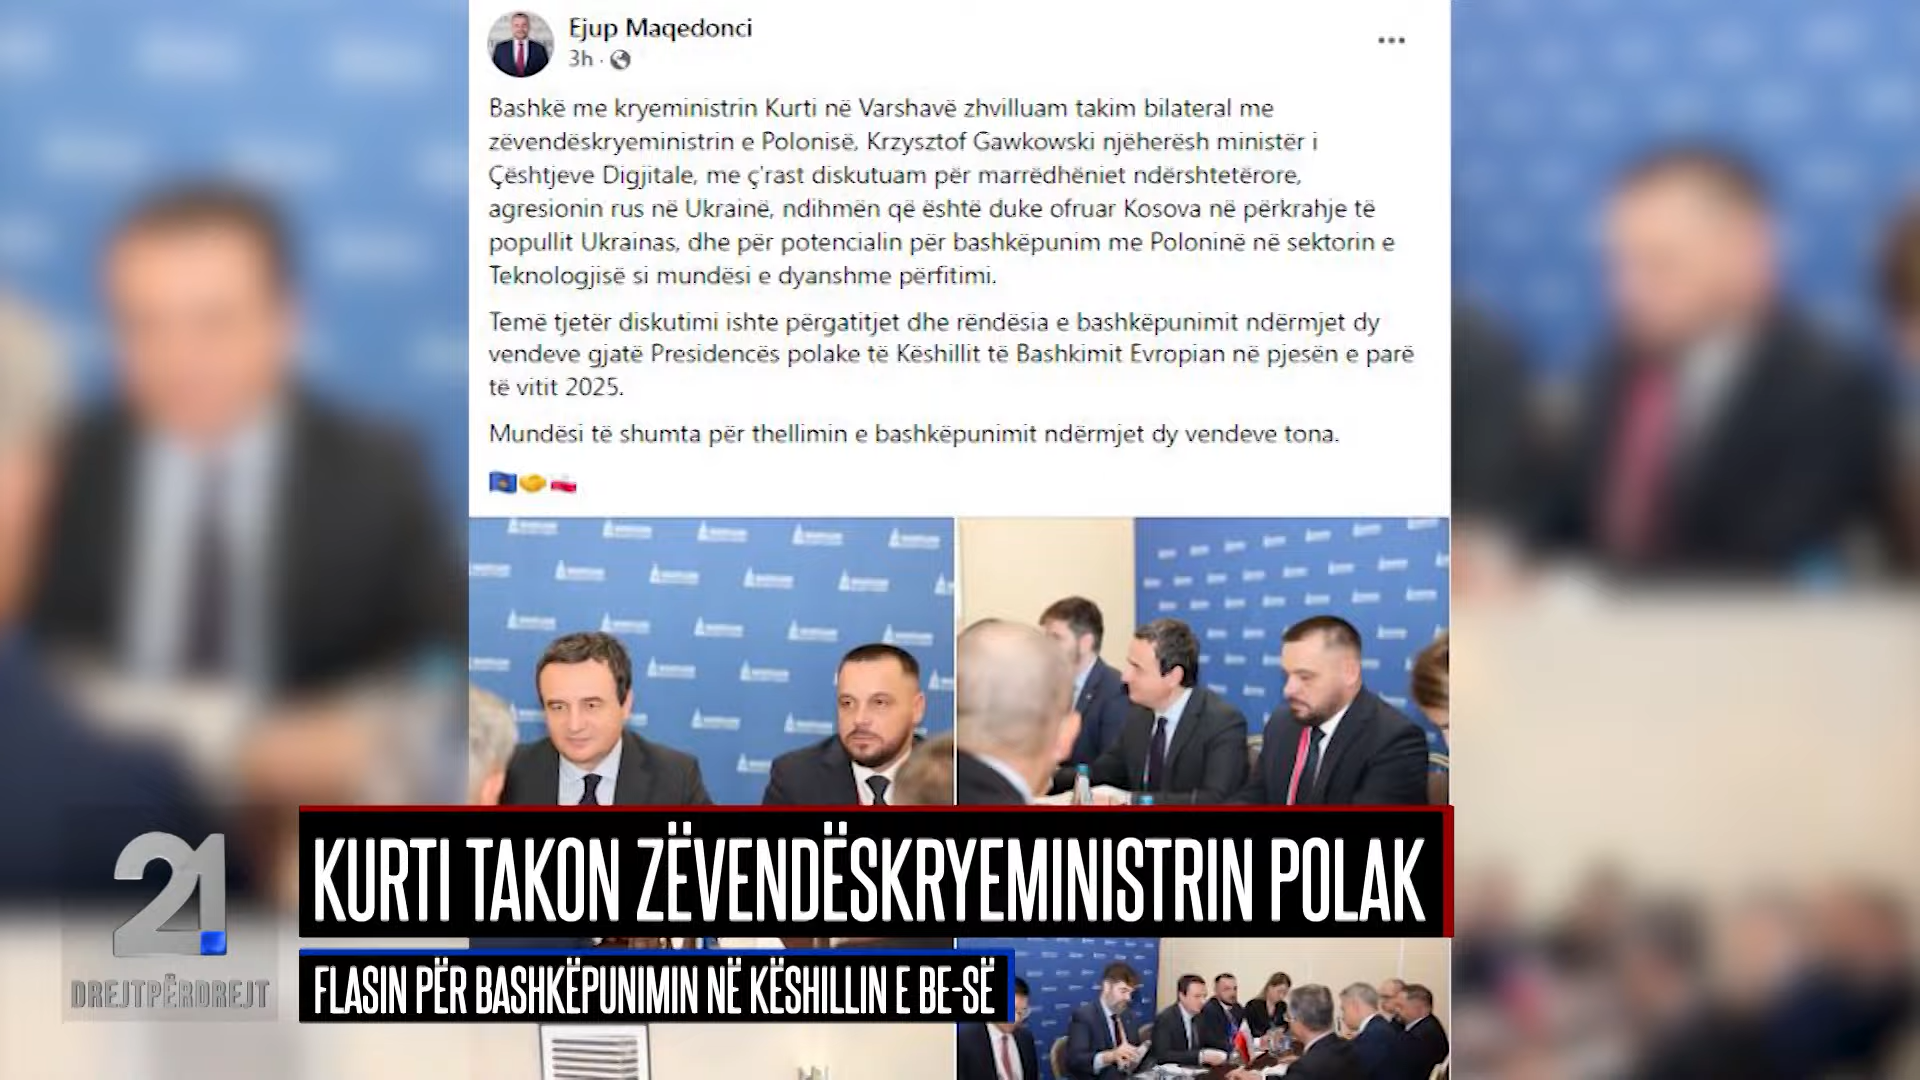 Ejup Maqedonci
3h ·
Bashkë me kryeministrin Kurti në Varshavë zhvilluam takim bilateral me
zëvendëskryeministrin e Polonisë, Krzysztof Gawkowski njëherësh ministër i
Çështjeve Digjitale, me ç'rast diskutuam për marrëdhëniet ndërshtetërore,
agresionin rus në Ukrainë, ndihmën që është duke ofruar Kosova në përkrahje të
popullit Ukrainas, dhe për potencialin për bashkëpunim me Poloninë në sektorin e
Teknologjisë si mundësi e dyanshme përfitimi.
Temë tjetër diskutimi ishte përgatitjet dhe rëndësia e bashkëpunimit ndërmjet dy
vendeve gjatë Presidencës polake të Këshillit të Bashkimit Evropian në pjesën e parë
të vitit 2025.
Mundësi të shumta për thellimin e bashkëpunimit ndërmjet dy vendeve tona.
KURTI TAKON ZËVENDËSKRYEMINISTRIN POLAK
FLASIN PËR BASHKËPUNIMIN NË KËSHILLIN E BE-SË
21
DREJTPËRDREJT